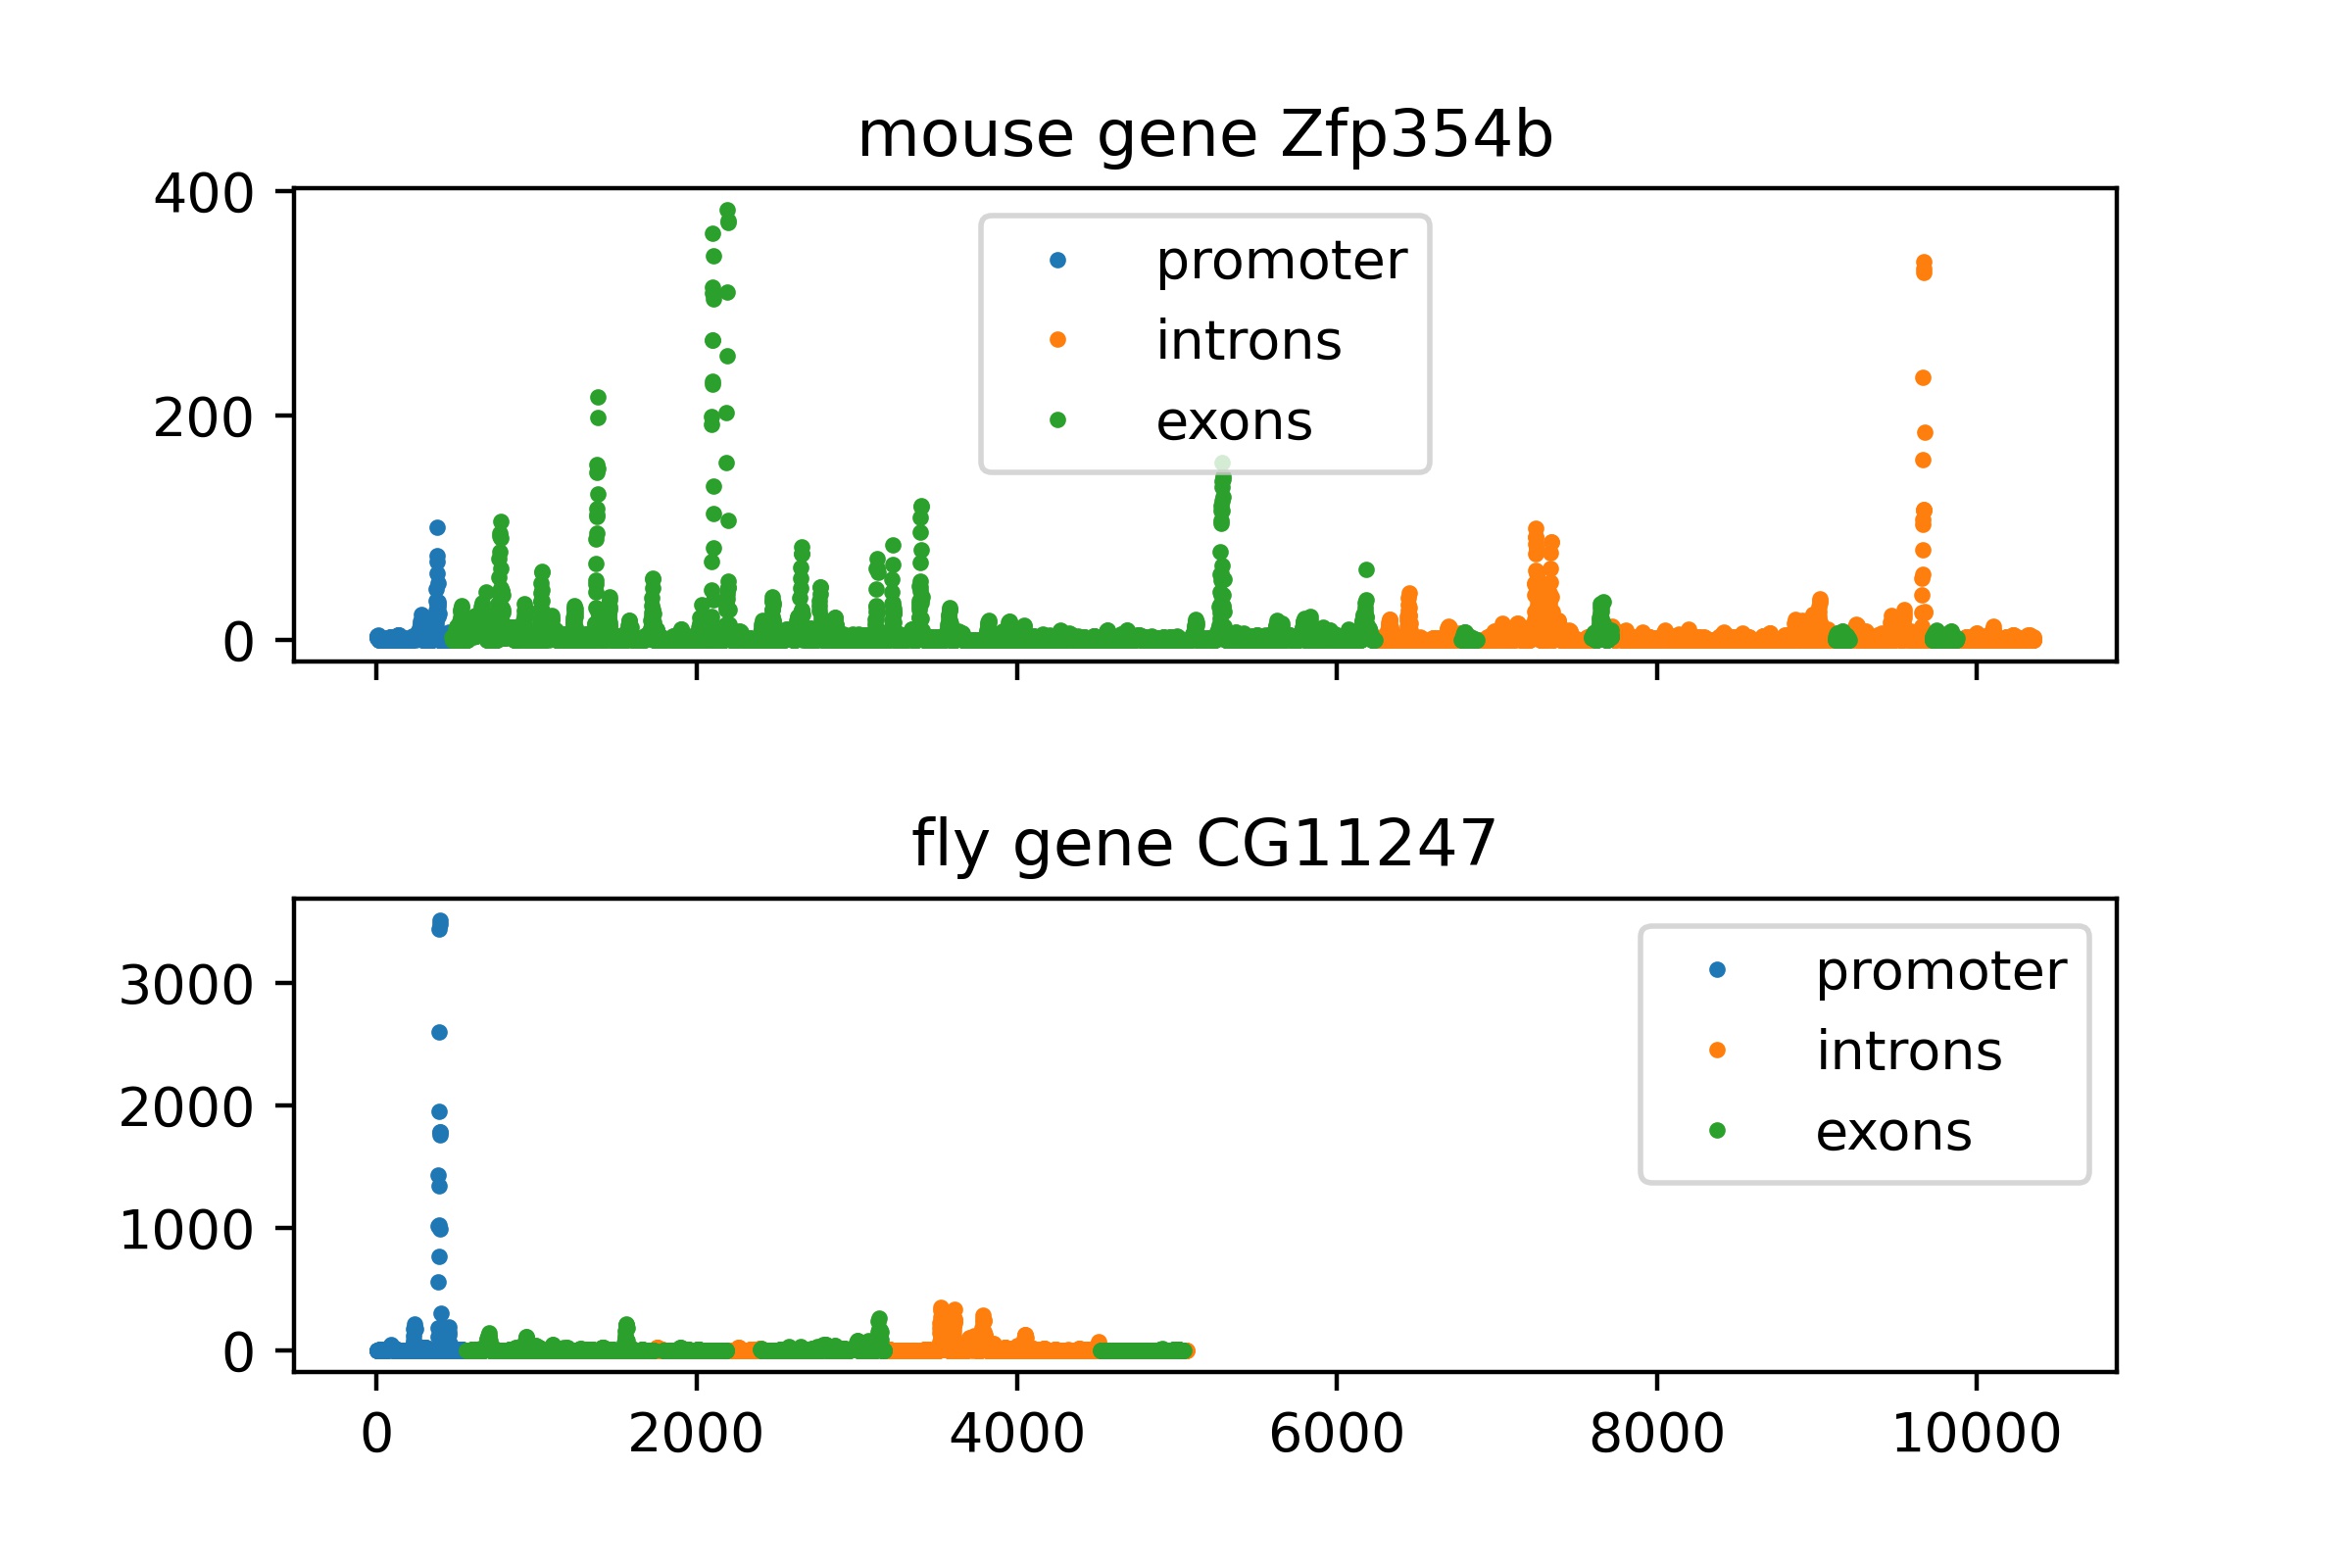 mouse gene Zfp354b
400
200
0
promoter
introns
exons
fly gene CG11247
3000
2000
1000
0
promoter
introns
exons
0 2000 4000 6000 8000 10000